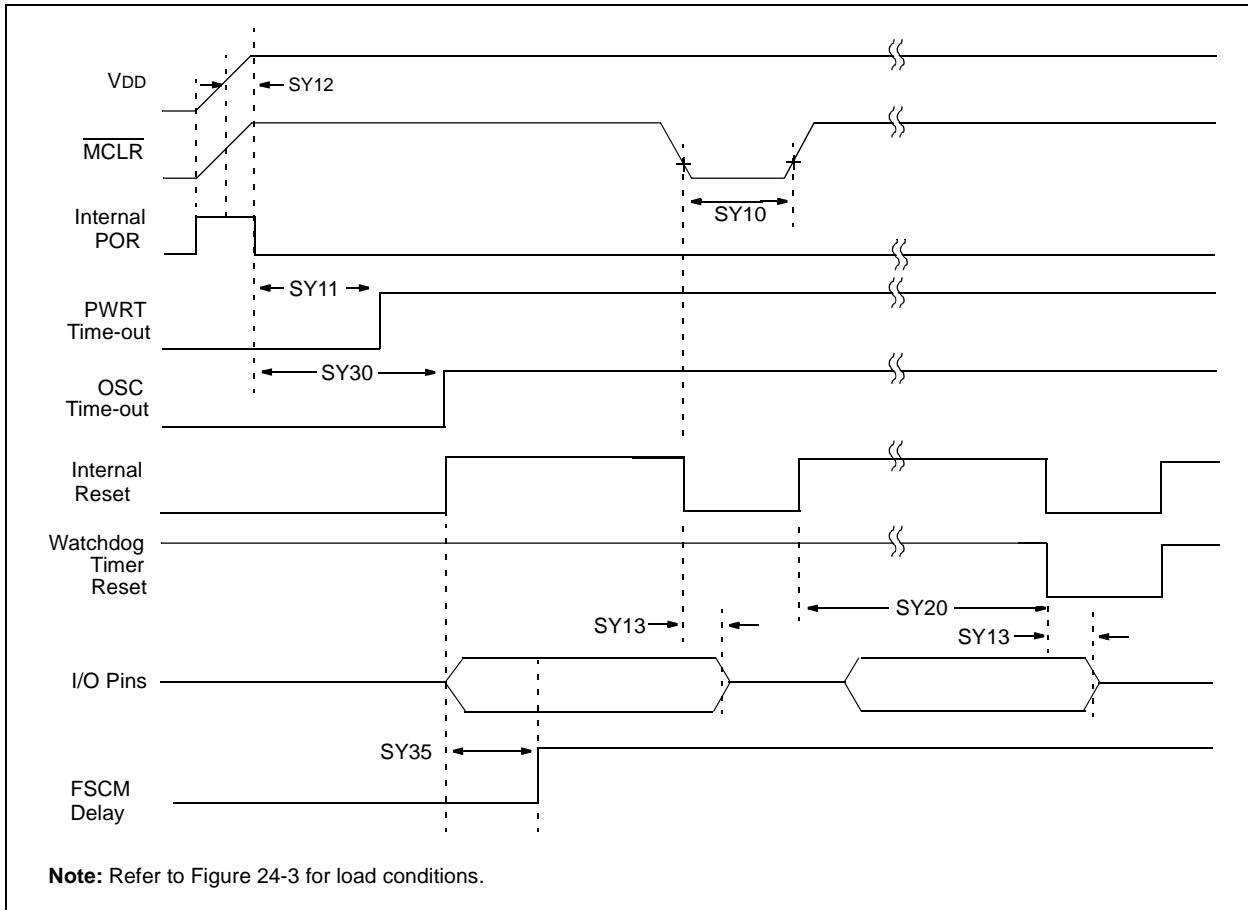 VDD
SY12
MCLR
SY10
Internal
POR
SY11
PWRT
Time-out
SY30
OSC
Time-out
Internal
Reset
Watchdog
Timer
Reset
SY20
SY13
SY13
I/O Pins
SY35
FSCM
Delay
Note: Refer to Figure 24-3 for load conditions.